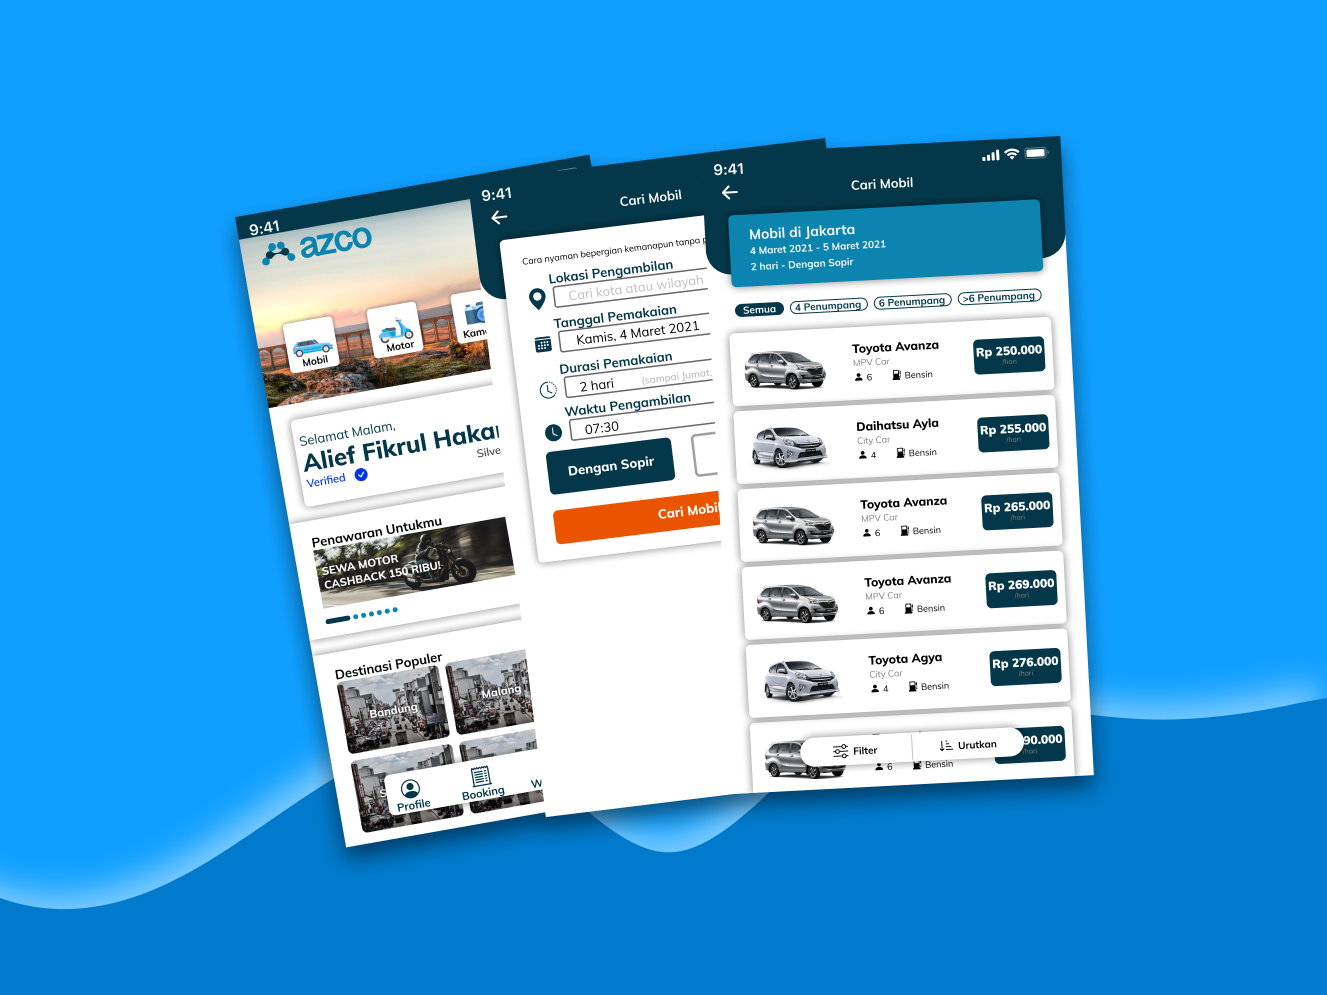 9:41
azco
Mobil
Motor
Selamat Malam,
Alief Fikrul
Silve
Verified
Penawaran Untukmu
SEWA MOTOR
CASHBACK 150 RIBU!
Destinasi Populer
Bandung
Malang
Profile
Booking
9:41
Cari Mobil
Cara nyaman bepergian kemanapun tanpa
Lokasi Pengambilan
Cari kota atau wilayah
Tanggal Pemakaian
Kamis, 4 Maret 2021
Durasi Pemakaian
2 hari (sampai Jumat,
Waktu Pengambilan
07:30
Dengan Sopir
Cari Mobil
9:41
Cari Mobil
Mobil di Jakarta
4 Maret 2021 - 5 Maret 2021
2 hari - Dengan Sopir
Semua
4 Penumpang
6 Penumpang
>6 Penumpang
Toyota Avanza
MPV Car
6 Bensin
Rp 250.000
/hari
Daihatsu Ayla
City Car
4 Bensin
Rp 255.000
/hari
Toyota Avanza
MPV Car
6 Bensin
Rp 265.000
/hari
Toyota Avanza
MPV Car
6 Bensin
Rp 269.000
/hari
Toyota Agya
City Car
4 Bensin
Rp 276.000
/hari
90.000
/hari
6 Bensin
Filter
Urutkan